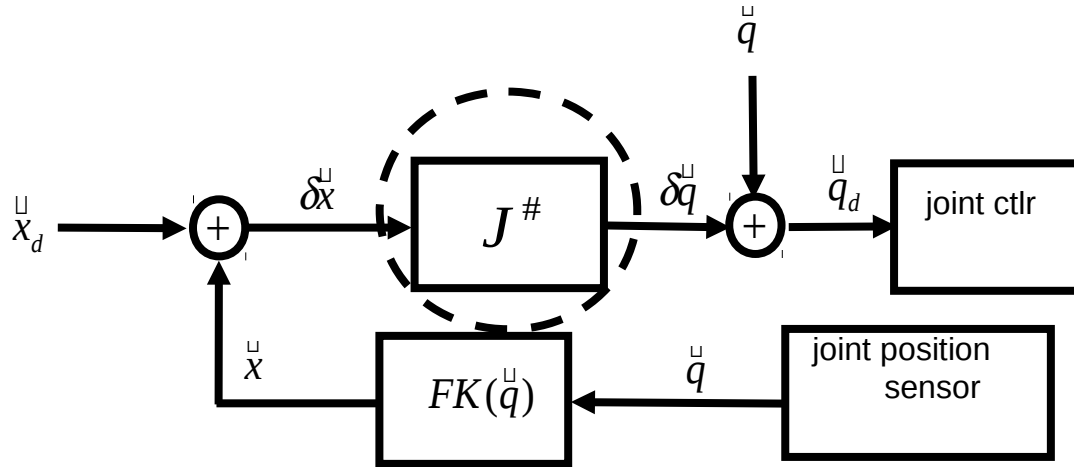 q
x_d
δx
J^#
δq
q_d
joint ctlr
+
+
x
FK(q)
q
joint position
sensor